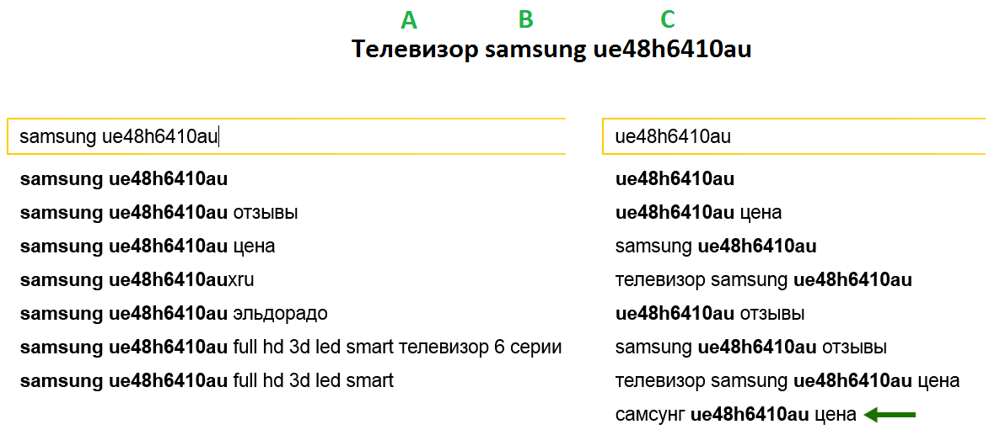 A B C
Телевизор samsung ue48h6410au
samsung ue48h6410au
samsung ue48h6410au
samsung ue48h6410au отзывы
samsung ue48h6410au цена
samsung ue48h6410auxru
samsung ue48h6410au эльдорадо
samsung ue48h6410au full hd 3d led smart телевизор 6 серии
samsung ue48h6410au full hd 3d led smart
ue48h6410au
ue48h6410au
ue48h6410au цена
samsung ue48h6410au
телевизор samsung ue48h6410au
ue48h6410au отзывы
samsung ue48h6410au отзывы
телевизор samsung ue48h6410au цена
самсунг ue48h6410au цена